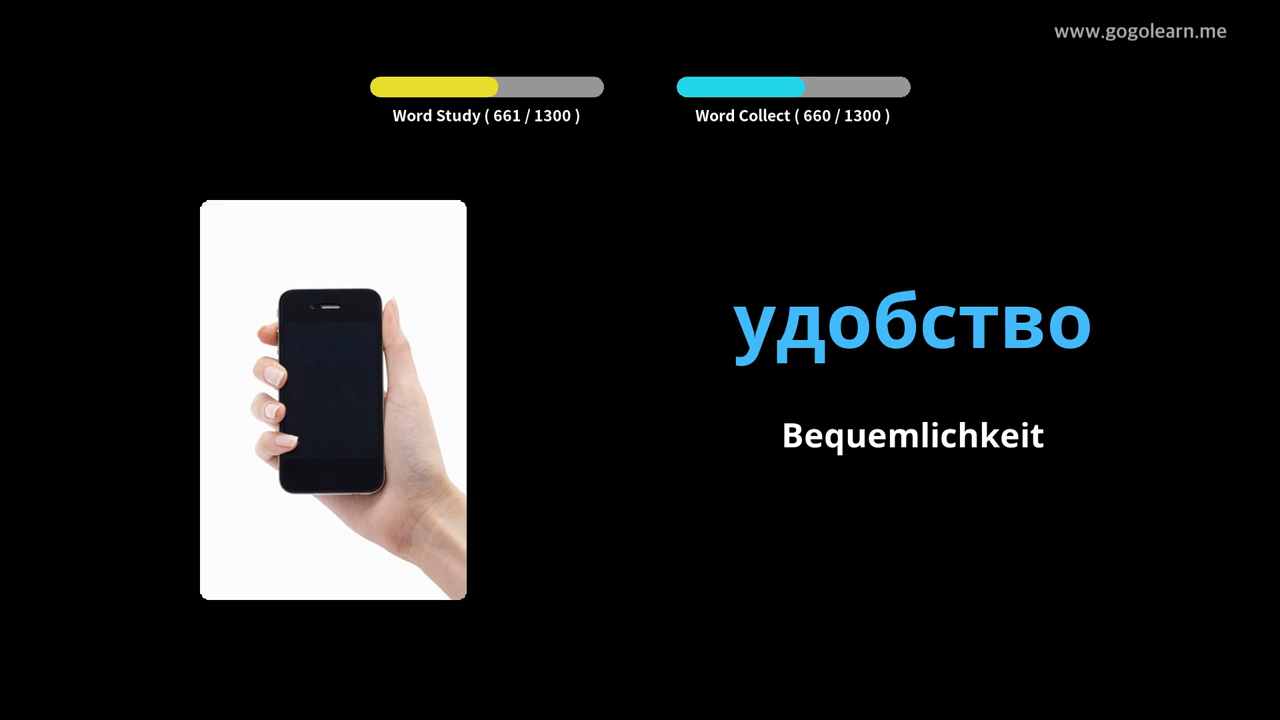 www.gogolearn.me
Word Study ( 661 / 1300 )
Word Collect ( 660 / 1300 )
удобство
Bequemlichkeit